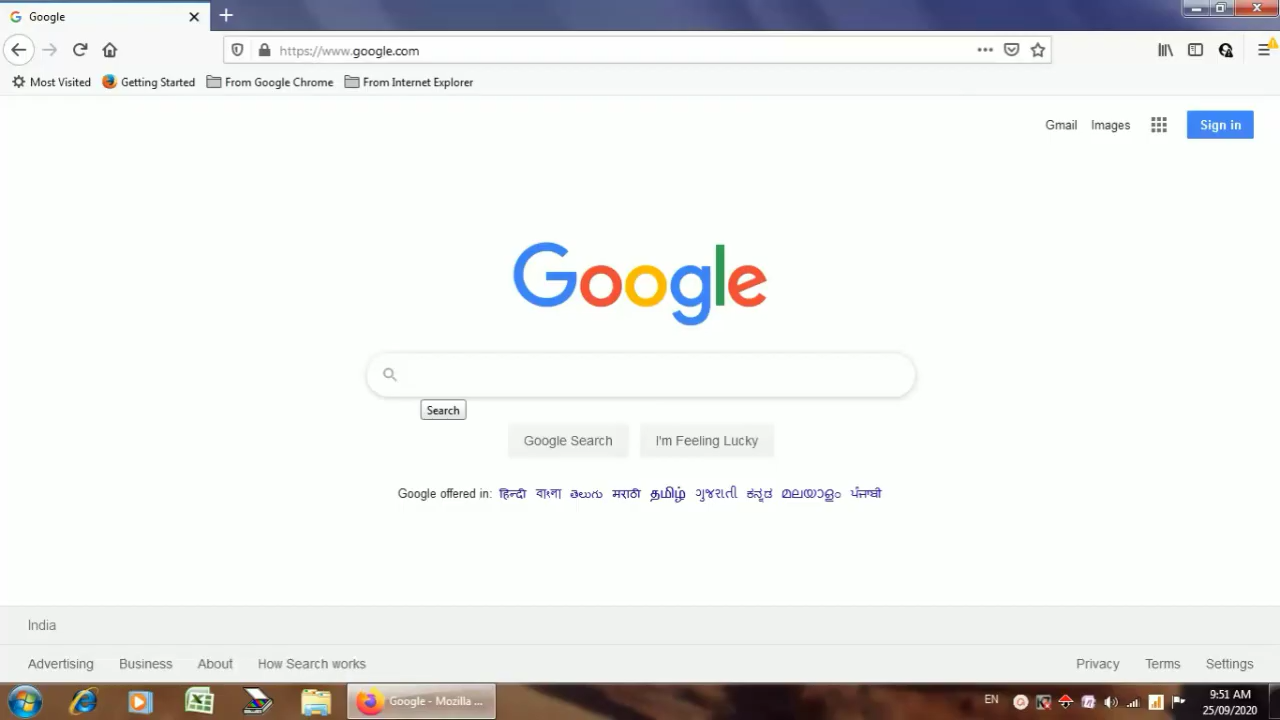 Google
https://www.google.com
Most Visited Getting Started From Google Chrome From Internet Explorer
Gmail Images Sign in
Google
Search
Google Search I'm Feeling Lucky
Google offered in: हिन्दी বাংলা తెలుగు मराठी தமிழ் ગુજરાતી ಕನ್ನಡ മലയാളം ਪੰਜਾਬੀ
India
Advertising Business About How Search works Privacy Terms Settings
Google - Mozilla ... EN 9:51 AM
25/09/2020